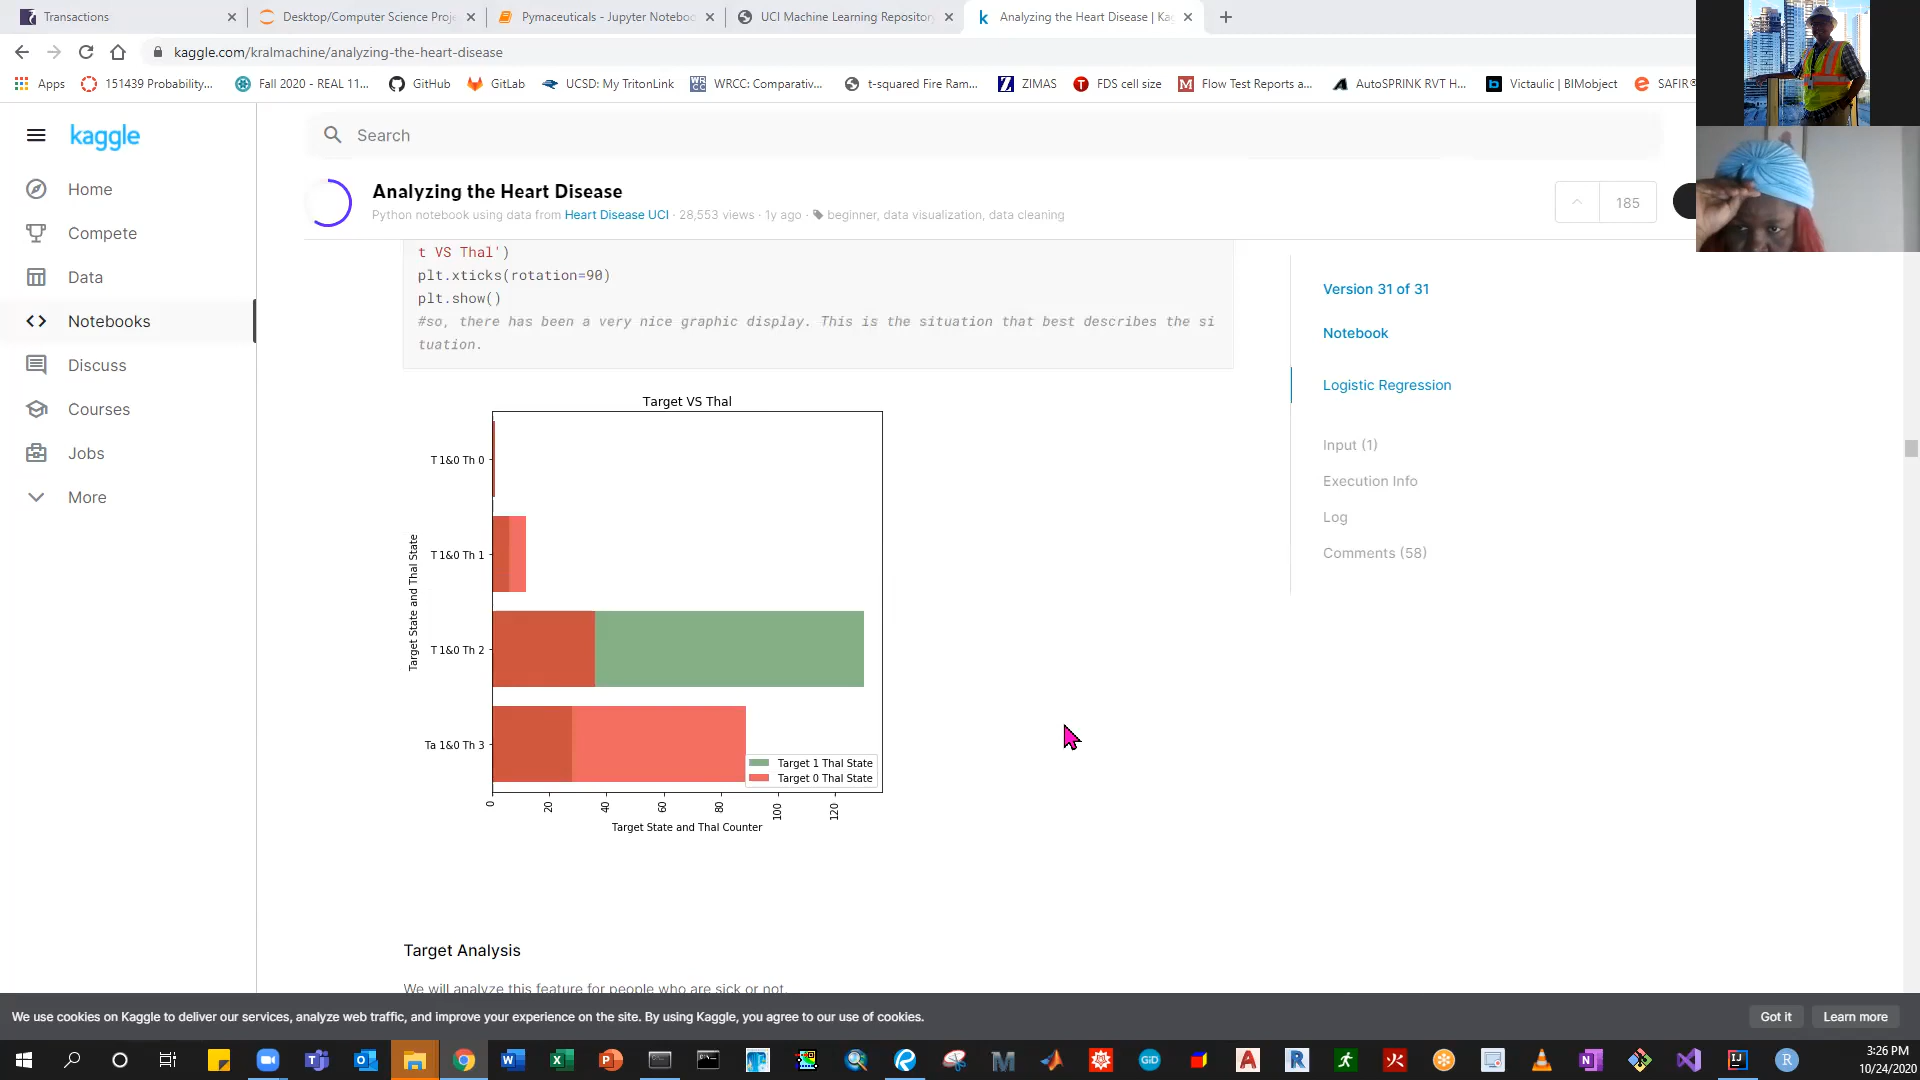 Transactions
Desktop/Computer Science Proje
Pymaceuticals - Jupyter Noteboo
UCI Machine Learning Repository
Analyzing the Heart Disease | Kag
kaggle.com/kralmachine/analyzing-the-heart-disease
Apps
151439 Probability...
Fall 2020 - REAL 11...
GitHub
GitLab
UCSD: My TritonLink
WRCC: Comparativ...
t-squared Fire Ram...
ZIMAS
FDS cell size
Flow Test Reports a...
AutoSPRINK RVT H...
Victaulic | BIMobject
SAFIR®
kaggle
Search
Home
Compete
Data
Notebooks
Discuss
Courses
Jobs
More
Analyzing the Heart Disease
Python notebook using data from Heart Disease UCI · 28,553 views · 1y ago · beginner, data visualization, data cleaning
185
t VS Thal')
plt.xticks(rotation=90)
plt.show()
#so, there has been a very nice graphic display. This is the situation that best describes the si
tuation.
Version 31 of 31
Notebook
Logistic Regression
Input (1)
Execution Info
Log
Comments (58)
Target VS Thal
Target State and Thal State
T 1&0 Th 0
T 1&0 Th 1
T 1&0 Th 2
Ta 1&0 Th 3
Target 1 Thal State
Target 0 Thal State
0 20 40 60 80 100 120
Target State and Thal Counter
Target Analysis
We will analyze this feature for people who are sick or not.
We use cookies on Kaggle to deliver our services, analyze web traffic, and improve your experience on the site. By using Kaggle, you agree to our use of cookies.
Got it
Learn more
3:26 PM
10/24/2020